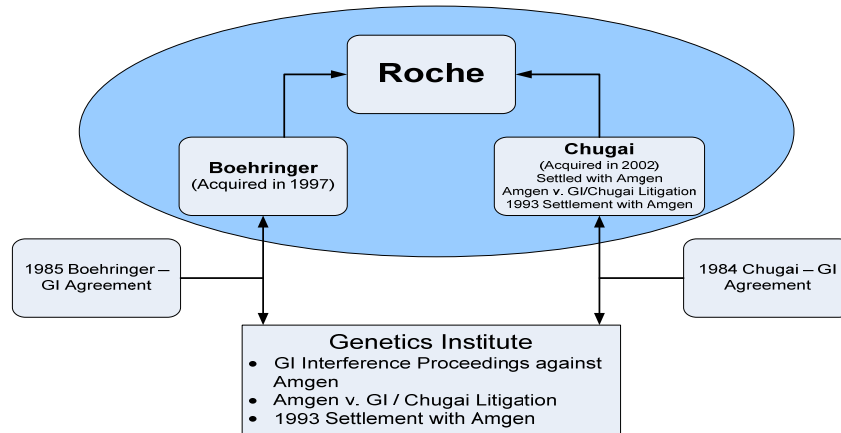 Roche
Boehringer
(Acquired in 1997)
Chugai
(Acquired in 2002)
Settled with Amgen
Amgen v. GI/Chugai Litigation
1993 Settlement with Amgen
1985 Boehringer –
GI Agreement
1984 Chugai – GI
Agreement
Genetics Institute
• GI Interference Proceedings against
Amgen
• Amgen v. GI / Chugai Litigation
• 1993 Settlement with Amgen